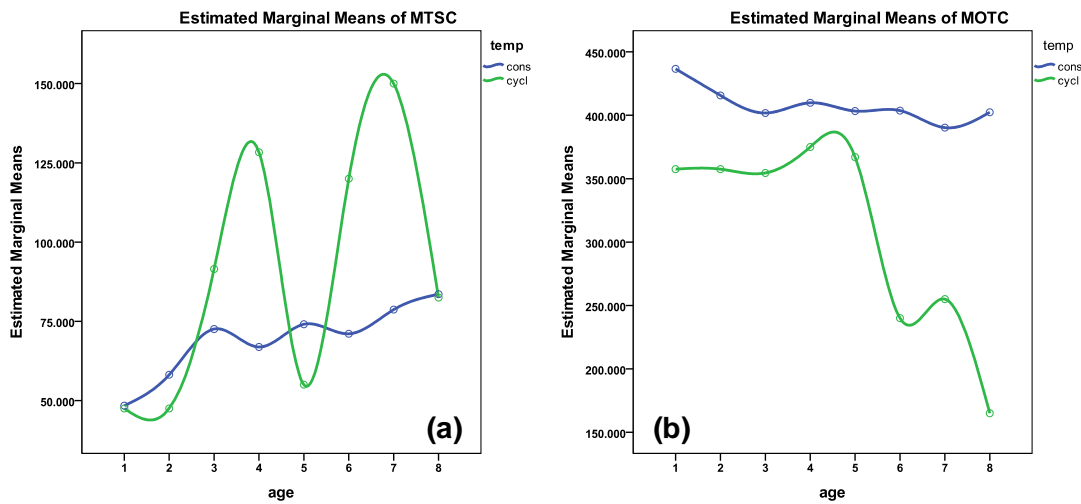 Estimated Marginal Means of MTSC
temp
cons
cycl
Estimated Marginal Means
150.000
125.000
100.000
75.000
50.000
(a)
1 2 3 4 5 6 7 8
age
Estimated Marginal Means of MOTC
temp
cons
cycl
Estimated Marginal Means
450.000
400.000
350.000
300.000
250.000
200.000
150.000
(b)
1 2 3 4 5 6 7 8
age